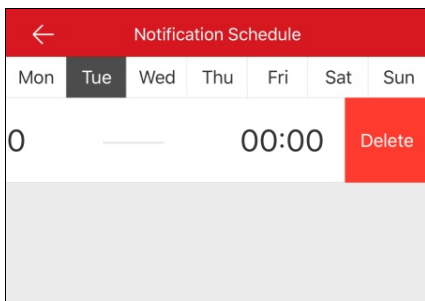 Notification Schedule
Mon Tue Wed Thu Fri Sat Sun
0 00:00 Delete